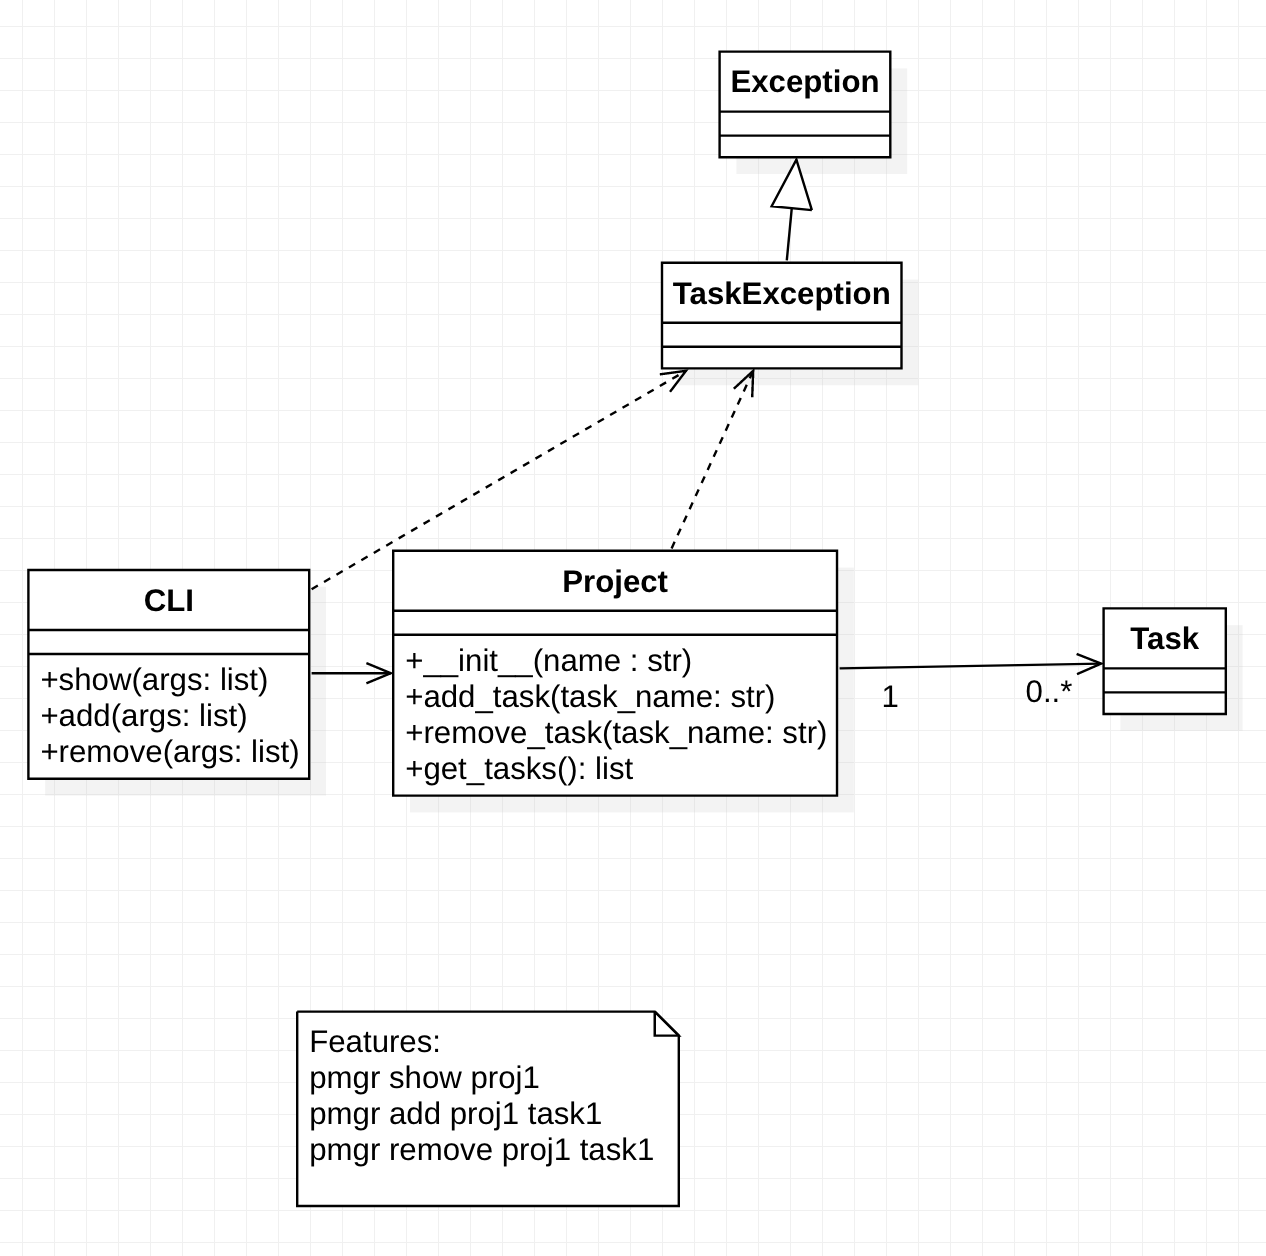 Exception
TaskException
CLI
+show(args: list)
+add(args: list)
+remove(args: list)
Project
+__init__(name : str)
+add_task(task_name: str)
+remove_task(task_name: str)
+get_tasks(): list
1
0..*
Task
Features:
pmgr show proj1
pmgr add proj1 task1
pmgr remove proj1 task1